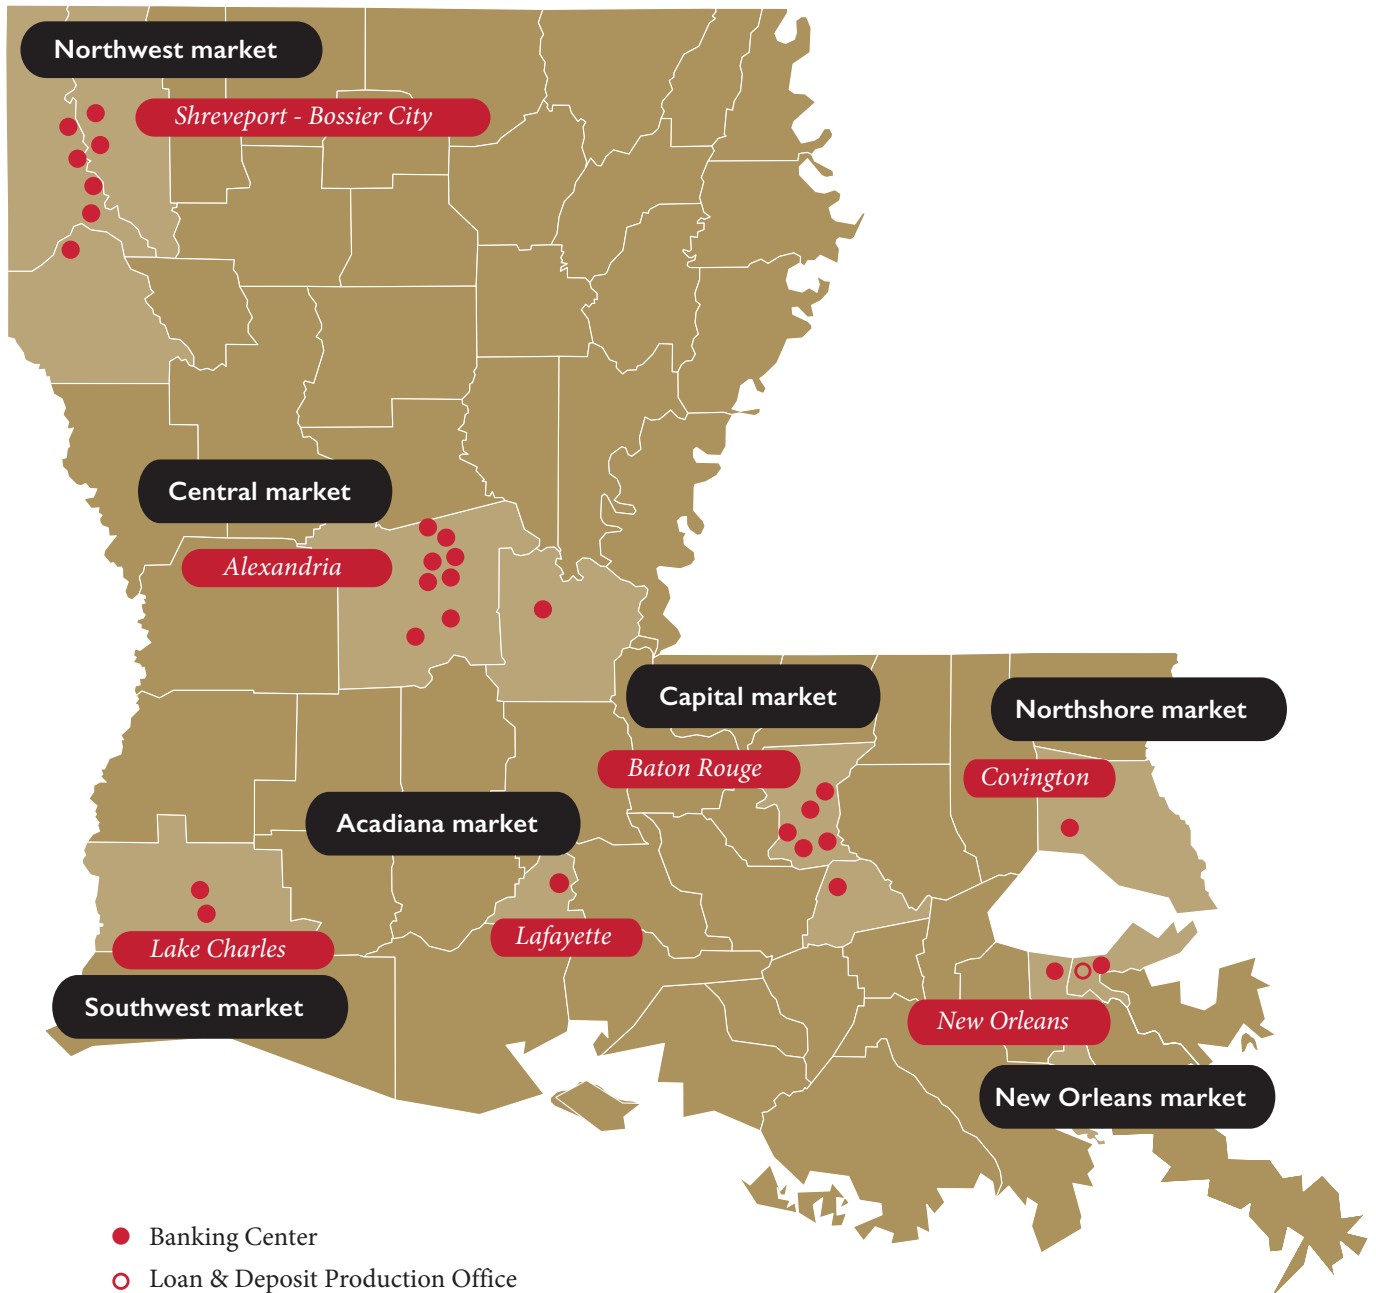 Northwest market
Shreveport - Bossier City
Central market
Alexandria
Capital market
Northshore market
Baton Rouge
Covington
Acadiana market
Lafayette
Lake Charles
Southwest market
New Orleans
New Orleans market
Banking Center
Loan & Deposit Production Office